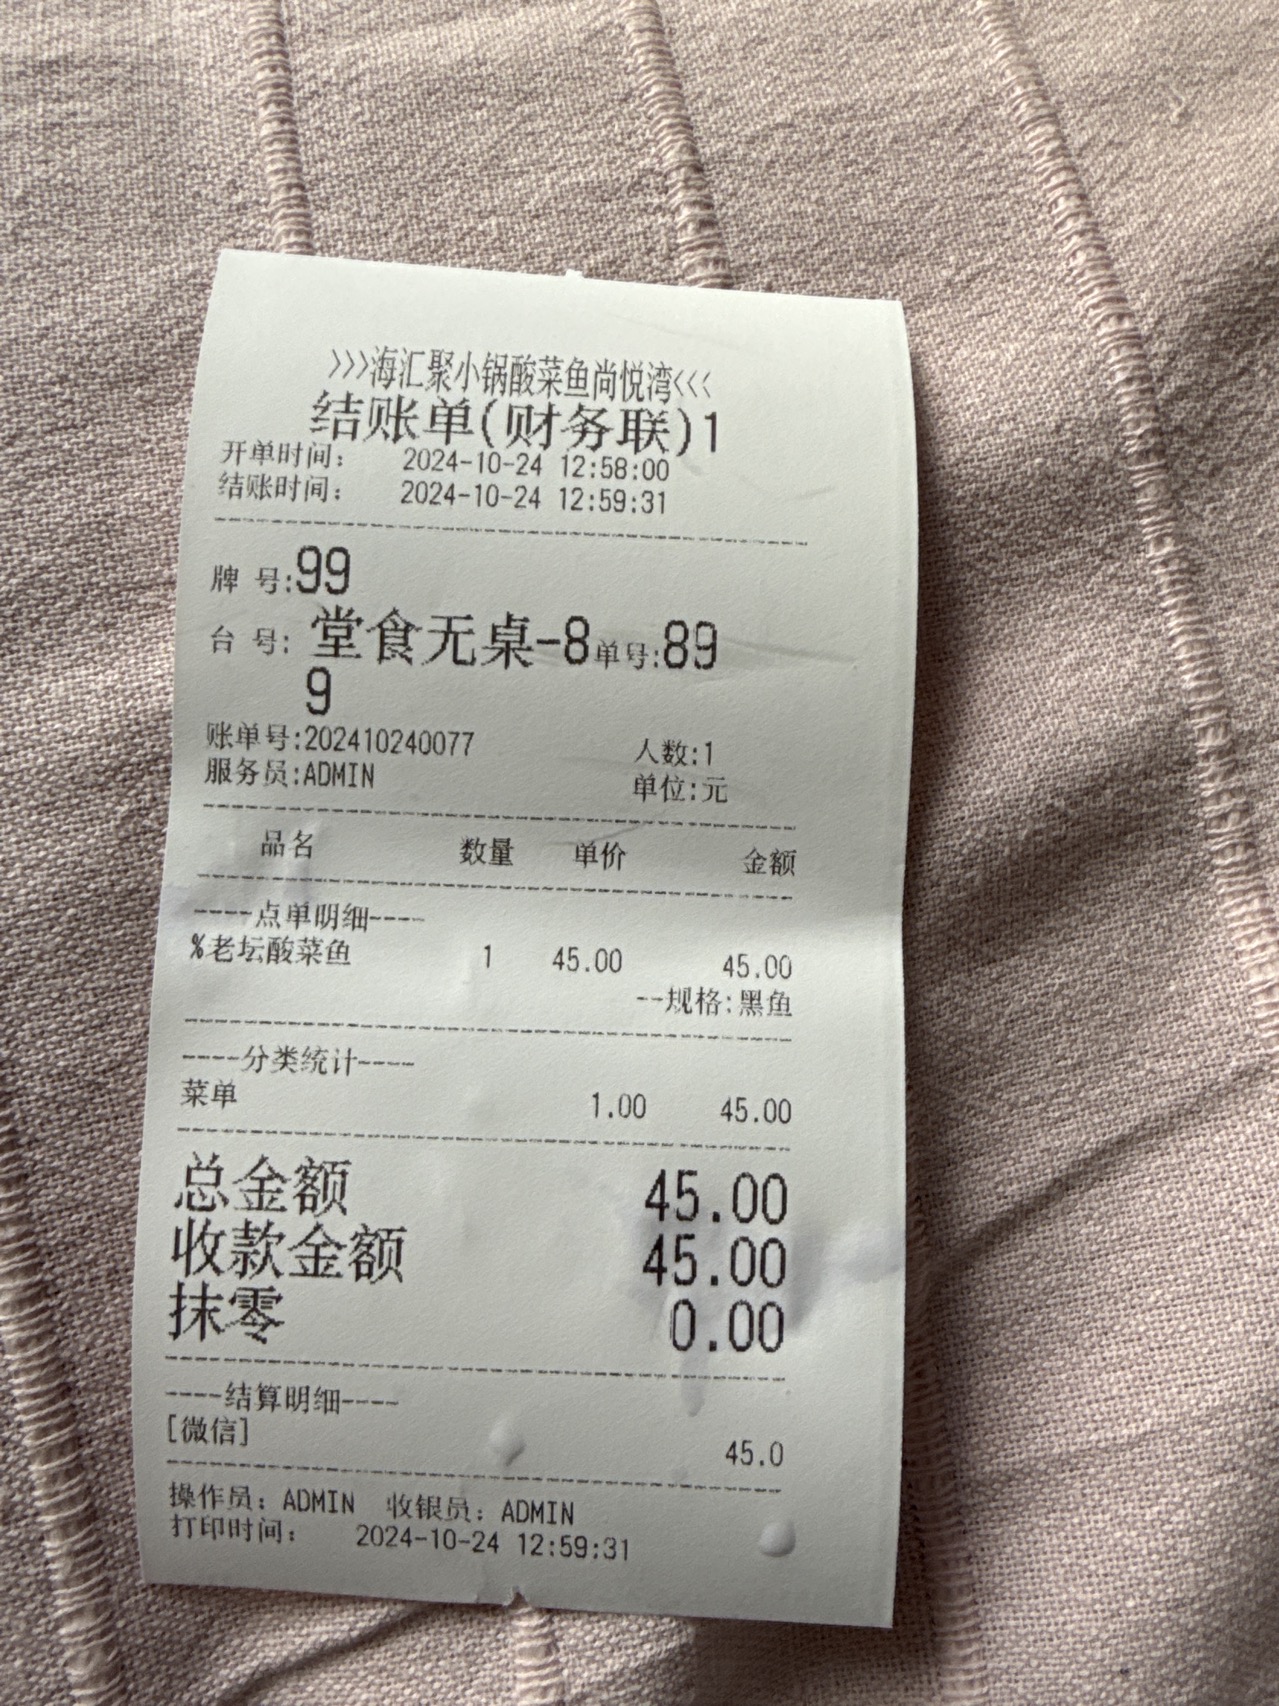 >>>海汇聚小锅酸菜鱼尚悦湾<<<
结账单(财务联)1
开单时间: 2024-10-24 12:58:00
结账时间: 2024-10-24 12:59:31
牌 号:99
台 号: 堂食无桌-8单号:89
9
账单号:202410240077 人数:1
服务员:ADMIN 单位:元
品名 数量 单价 金额
----点单明细----
%老坛酸菜鱼 1 45.00 45.00
--规格:黑鱼
----分类统计----
菜单 1.00 45.00
总金额 45.00
收款金额 45.00
抹零 0.00
----结算明细----
[微信] 45.0
操作员: ADMIN 收银员: ADMIN
打印时间: 2024-10-24 12:59:31